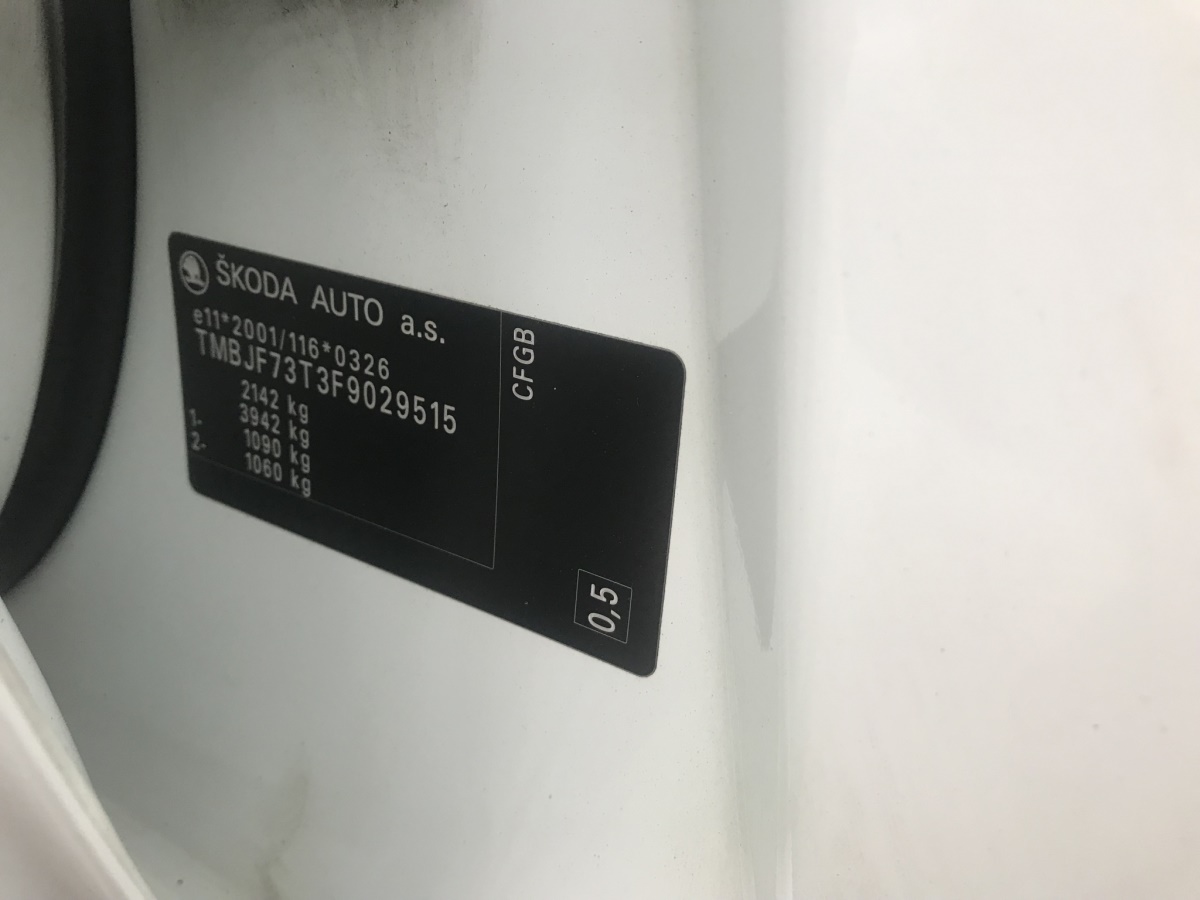 ŠKODA AUTO a.s.
e11*2001/116*0326
TMBJF73T3F9029515
2142 kg
3942 kg
1- 1090 kg
2- 1060 kg
CFGB
0,5